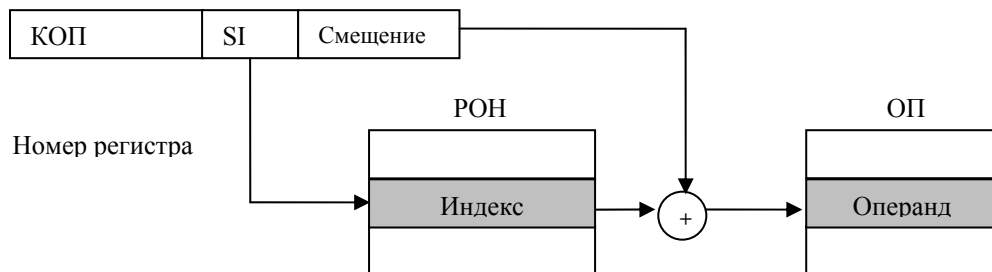 КОП SI Смещение
РОН ОП
Номер регистра
Индекс + Операнд